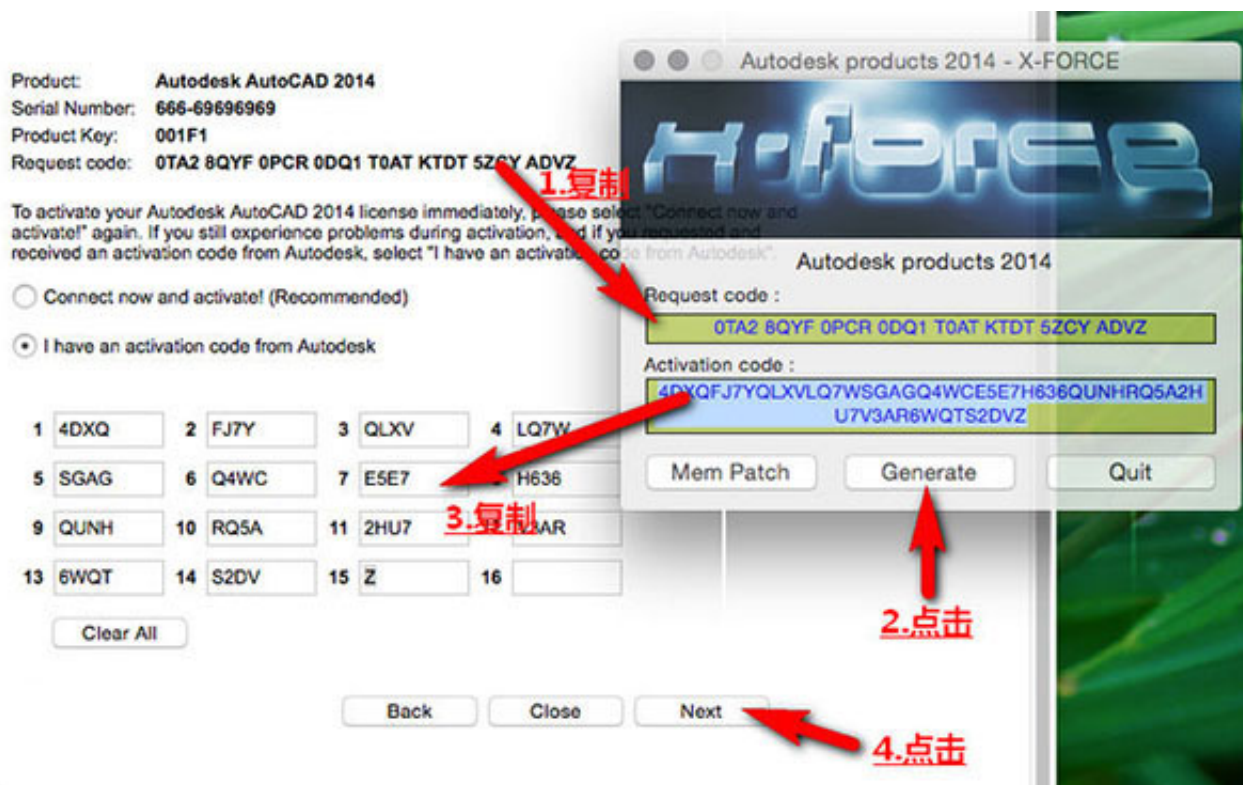 Product: Autodesk AutoCAD 2014
Serial Number: 666-69696969
Product Key: 001F1
Request code: 0TA2 8QYF 0PCR 0DQ1 T0AT KTDT 5ZCY ADVZ
1.复制
To activate your Autodesk AutoCAD 2014 license immediately, please select "Connect now and
activate!" again. If you still experience problems during activation, and if you requested and
received an activation code from Autodesk, select "I have an activation code from Autodesk".
Connect now and activate! (Recommended)
I have an activation code from Autodesk
1 4DXQ 2 FJ7Y 3 QLXV 4 LQ7W
5 SGAG 6 Q4WC 7 E5E7 H636
3.复制
9 QUNH 10 RQ5A 11 2HU7
13 6WQT 14 S2DV 15 Z 16
Clear All
Back Close Next
4.点击
Autodesk products 2014 - X-FORCE
X-force
Autodesk products 2014
Request code :
0TA2 8QYF 0PCR 0DQ1 T0AT KTDT 5ZCY ADVZ
Activation code :
4DXQFJ7YQLXVLQ7WSGAGQ4WCE5E7H636QUNHRQ5A2H
U7V3AR6WQTS2DVZ
Mem Patch Generate Quit
2.点击